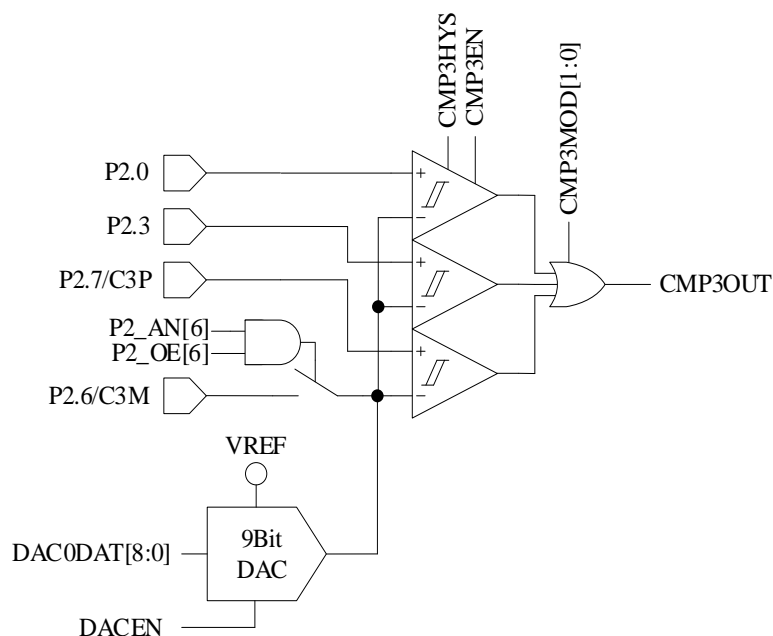 CMP3HYS
CMP3EN
CMP3MOD[1:0]
P2.0
+
−
P2.3
+
−
P2.7/C3P
+
−
CMP3OUT
P2_AN[6]
P2_OE[6]
P2.6/C3M
VREF
DAC0DAT[8:0]
9Bit
DAC
DACEN